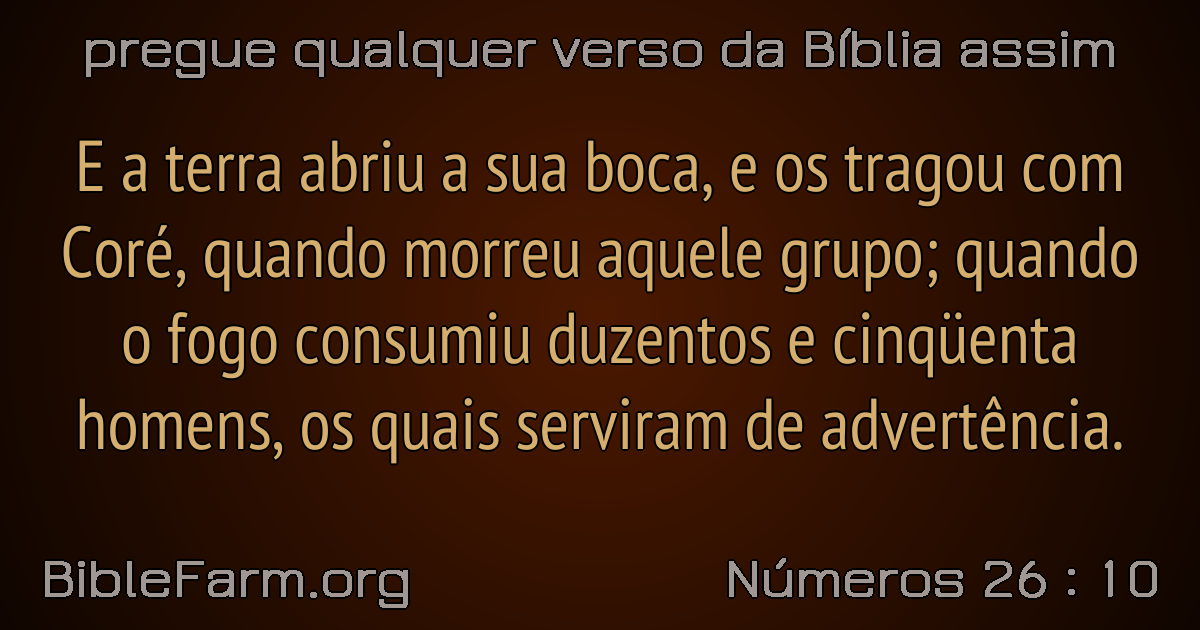 pregue qualquer verso da Bíblia assim
E a terra abriu a sua boca, e os tragou com
Coré, quando morreu aquele grupo; quando
o fogo consumiu duzentos e cinqüenta
homens, os quais serviram de advertência.
BibleFarm.org
Números 26 : 10